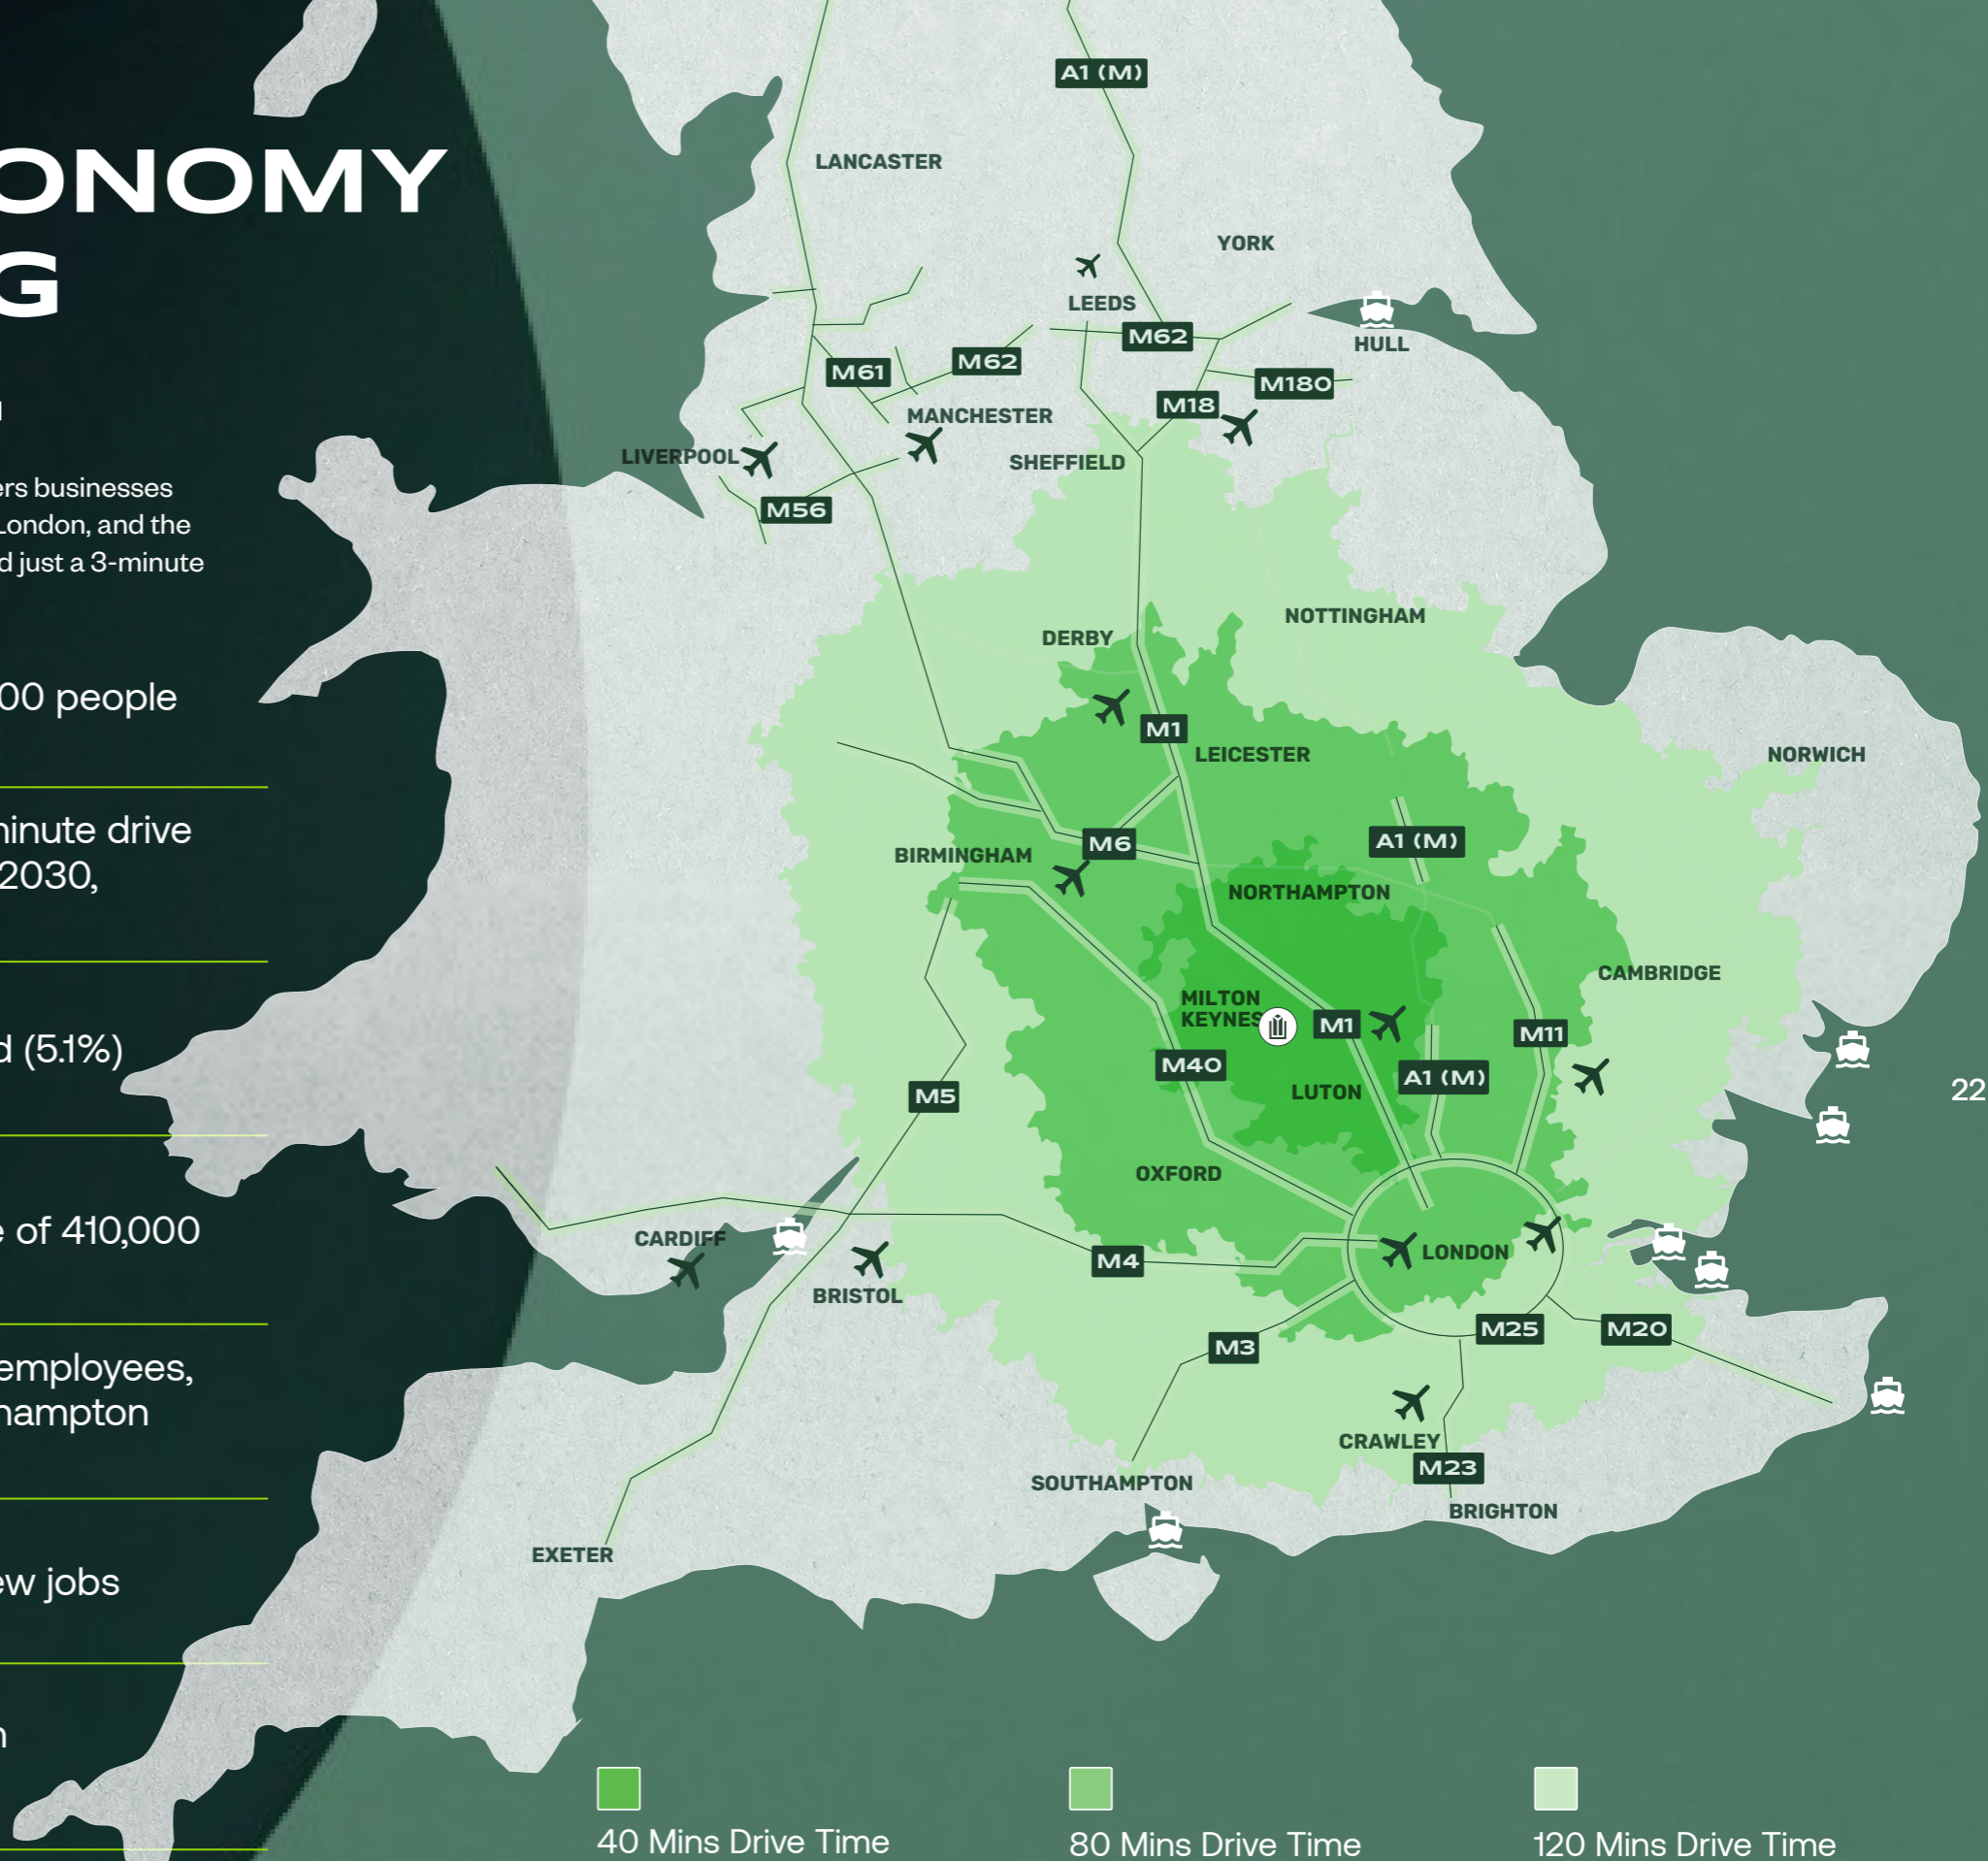 ONOMY
G
ers businesses
London, and the
d just a 3-minute
00 people
minute drive
2030,
d (5.1%)
e of 410,000
employees,
hampton
ew jobs
A1 (M)
LANCASTER
YORK
LEEDS
M62
HULL
M61
M62
M180
M18
MANCHESTER
LIVERPOOL
SHEFFIELD
M56
NOTTINGHAM
DERBY
M1
LEICESTER
NORWICH
A1 (M)
M6
BIRMINGHAM
NORTHAMPTON
CAMBRIDGE
MILTON
KEYNES
M1
M11
M40
A1 (M)
LUTON
M5
22
OXFORD
CARDIFF
LONDON
M4
BRISTOL
M25
M20
M3
CRAWLEY
M23
SOUTHAMPTON
BRIGHTON
EXETER
40 Mins Drive Time
80 Mins Drive Time
120 Mins Drive Time